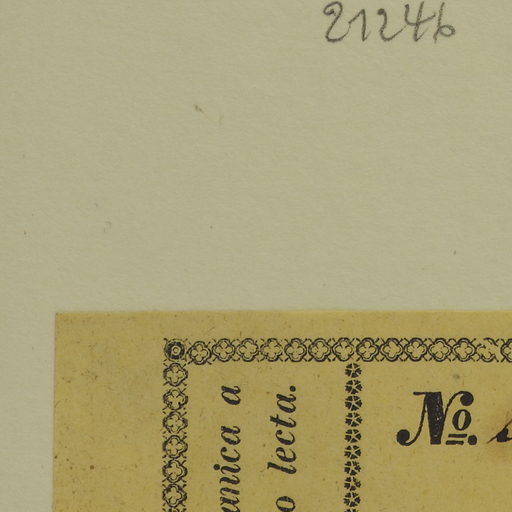 21246
No.
anica a
o lecta.